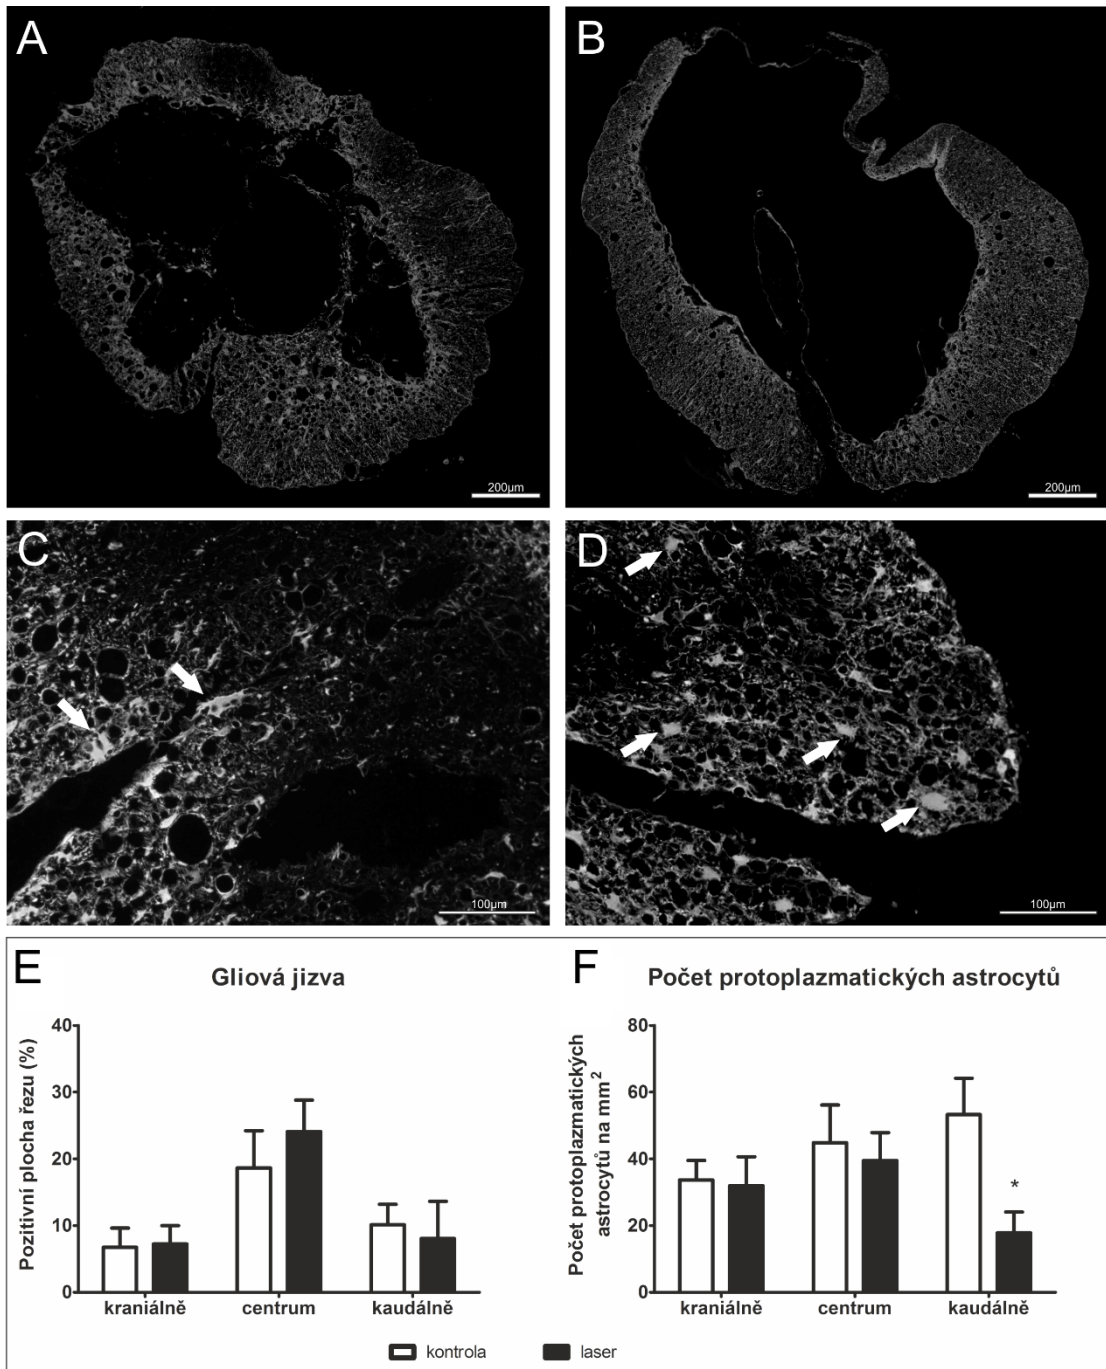 A
B
200µm
200µm
C
D
100µm
100µm
E
Gliová jizva
Pozitivní plocha řezu (%)
40
30
20
10
0
kraniálně
centrum
kaudálně
F
Počet protoplazmatických astrocytů
Počet protoplazmatických
astrocytů na mm²
80
60
40
20
0
*
kraniálně
centrum
kaudálně
kontrola
laser